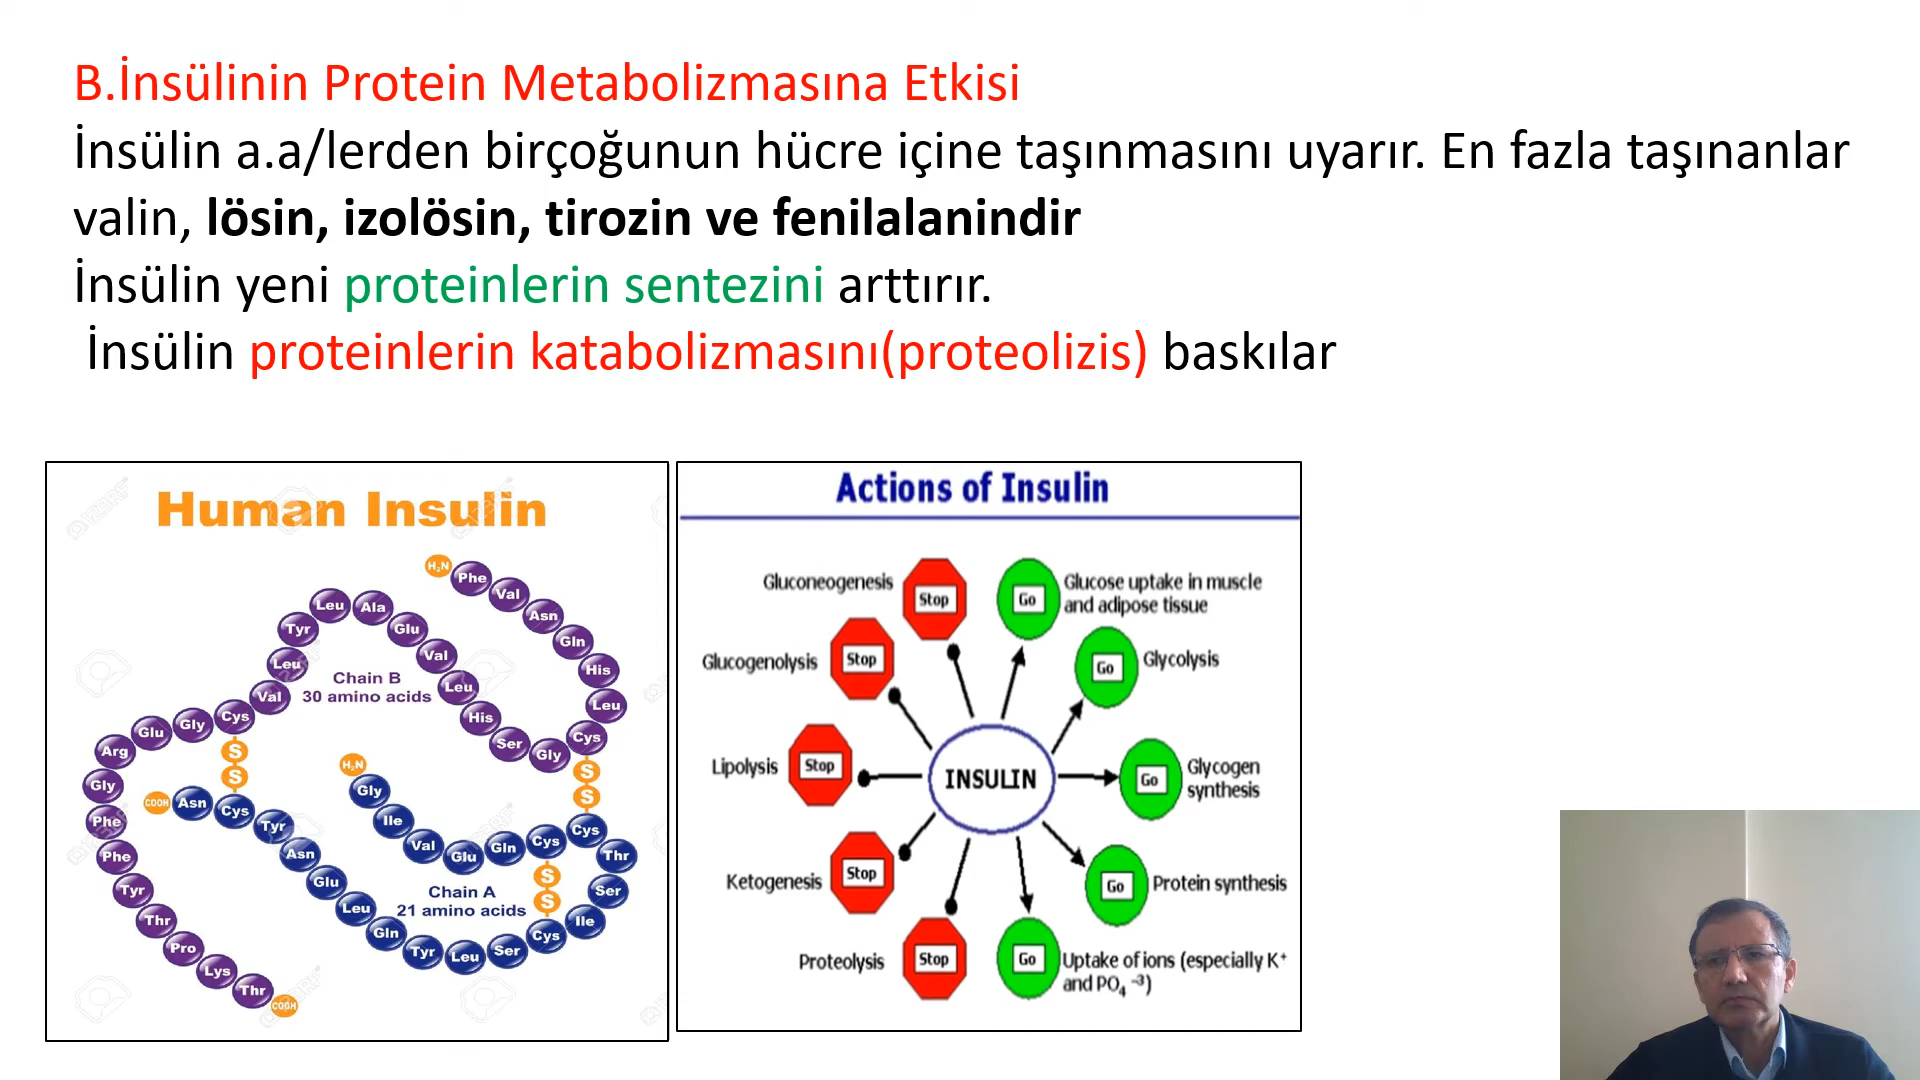 B.İnsülinin Protein Metabolizmasına Etkisi
İnsülin a.a/lerden birçoğunun hücre içine taşınmasını uyarır. En fazla taşınanlar
valin, lösin, izolösin, tirozin ve fenilalanindir
İnsülin yeni proteinlerin sentezini arttırır.
İnsülin proteinlerin katabolizmasını(proteolizis) baskılar
Human Insulin
H₂N Phe Val Asn Gln His Leu Cys Gly Ser His Leu Val Glu Ala Leu Tyr Leu Val Cys Gly Glu Arg Gly Phe Phe Tyr Thr Pro Lys Thr COOH
Chain B
30 amino acids
S S
S S
H₂N Gly Ile Val Glu Gln Cys Cys Thr Ser Ile Cys Ser Leu Tyr Gln Leu Glu Asn Tyr Cys Asn COOH
Chain A
21 amino acids
S S
Actions of Insulin
Gluconeogenesis Stop
Glucogenolysis Stop
Lipolysis Stop
Ketogenesis Stop
Proteolysis Stop
INSULIN
Go Glucose uptake in muscle
and adipose tissue
Go Glycolysis
Go Glycogen
synthesis
Go Protein synthesis
Go Uptake of ions (especially K⁺
and PO₄ ⁻³)